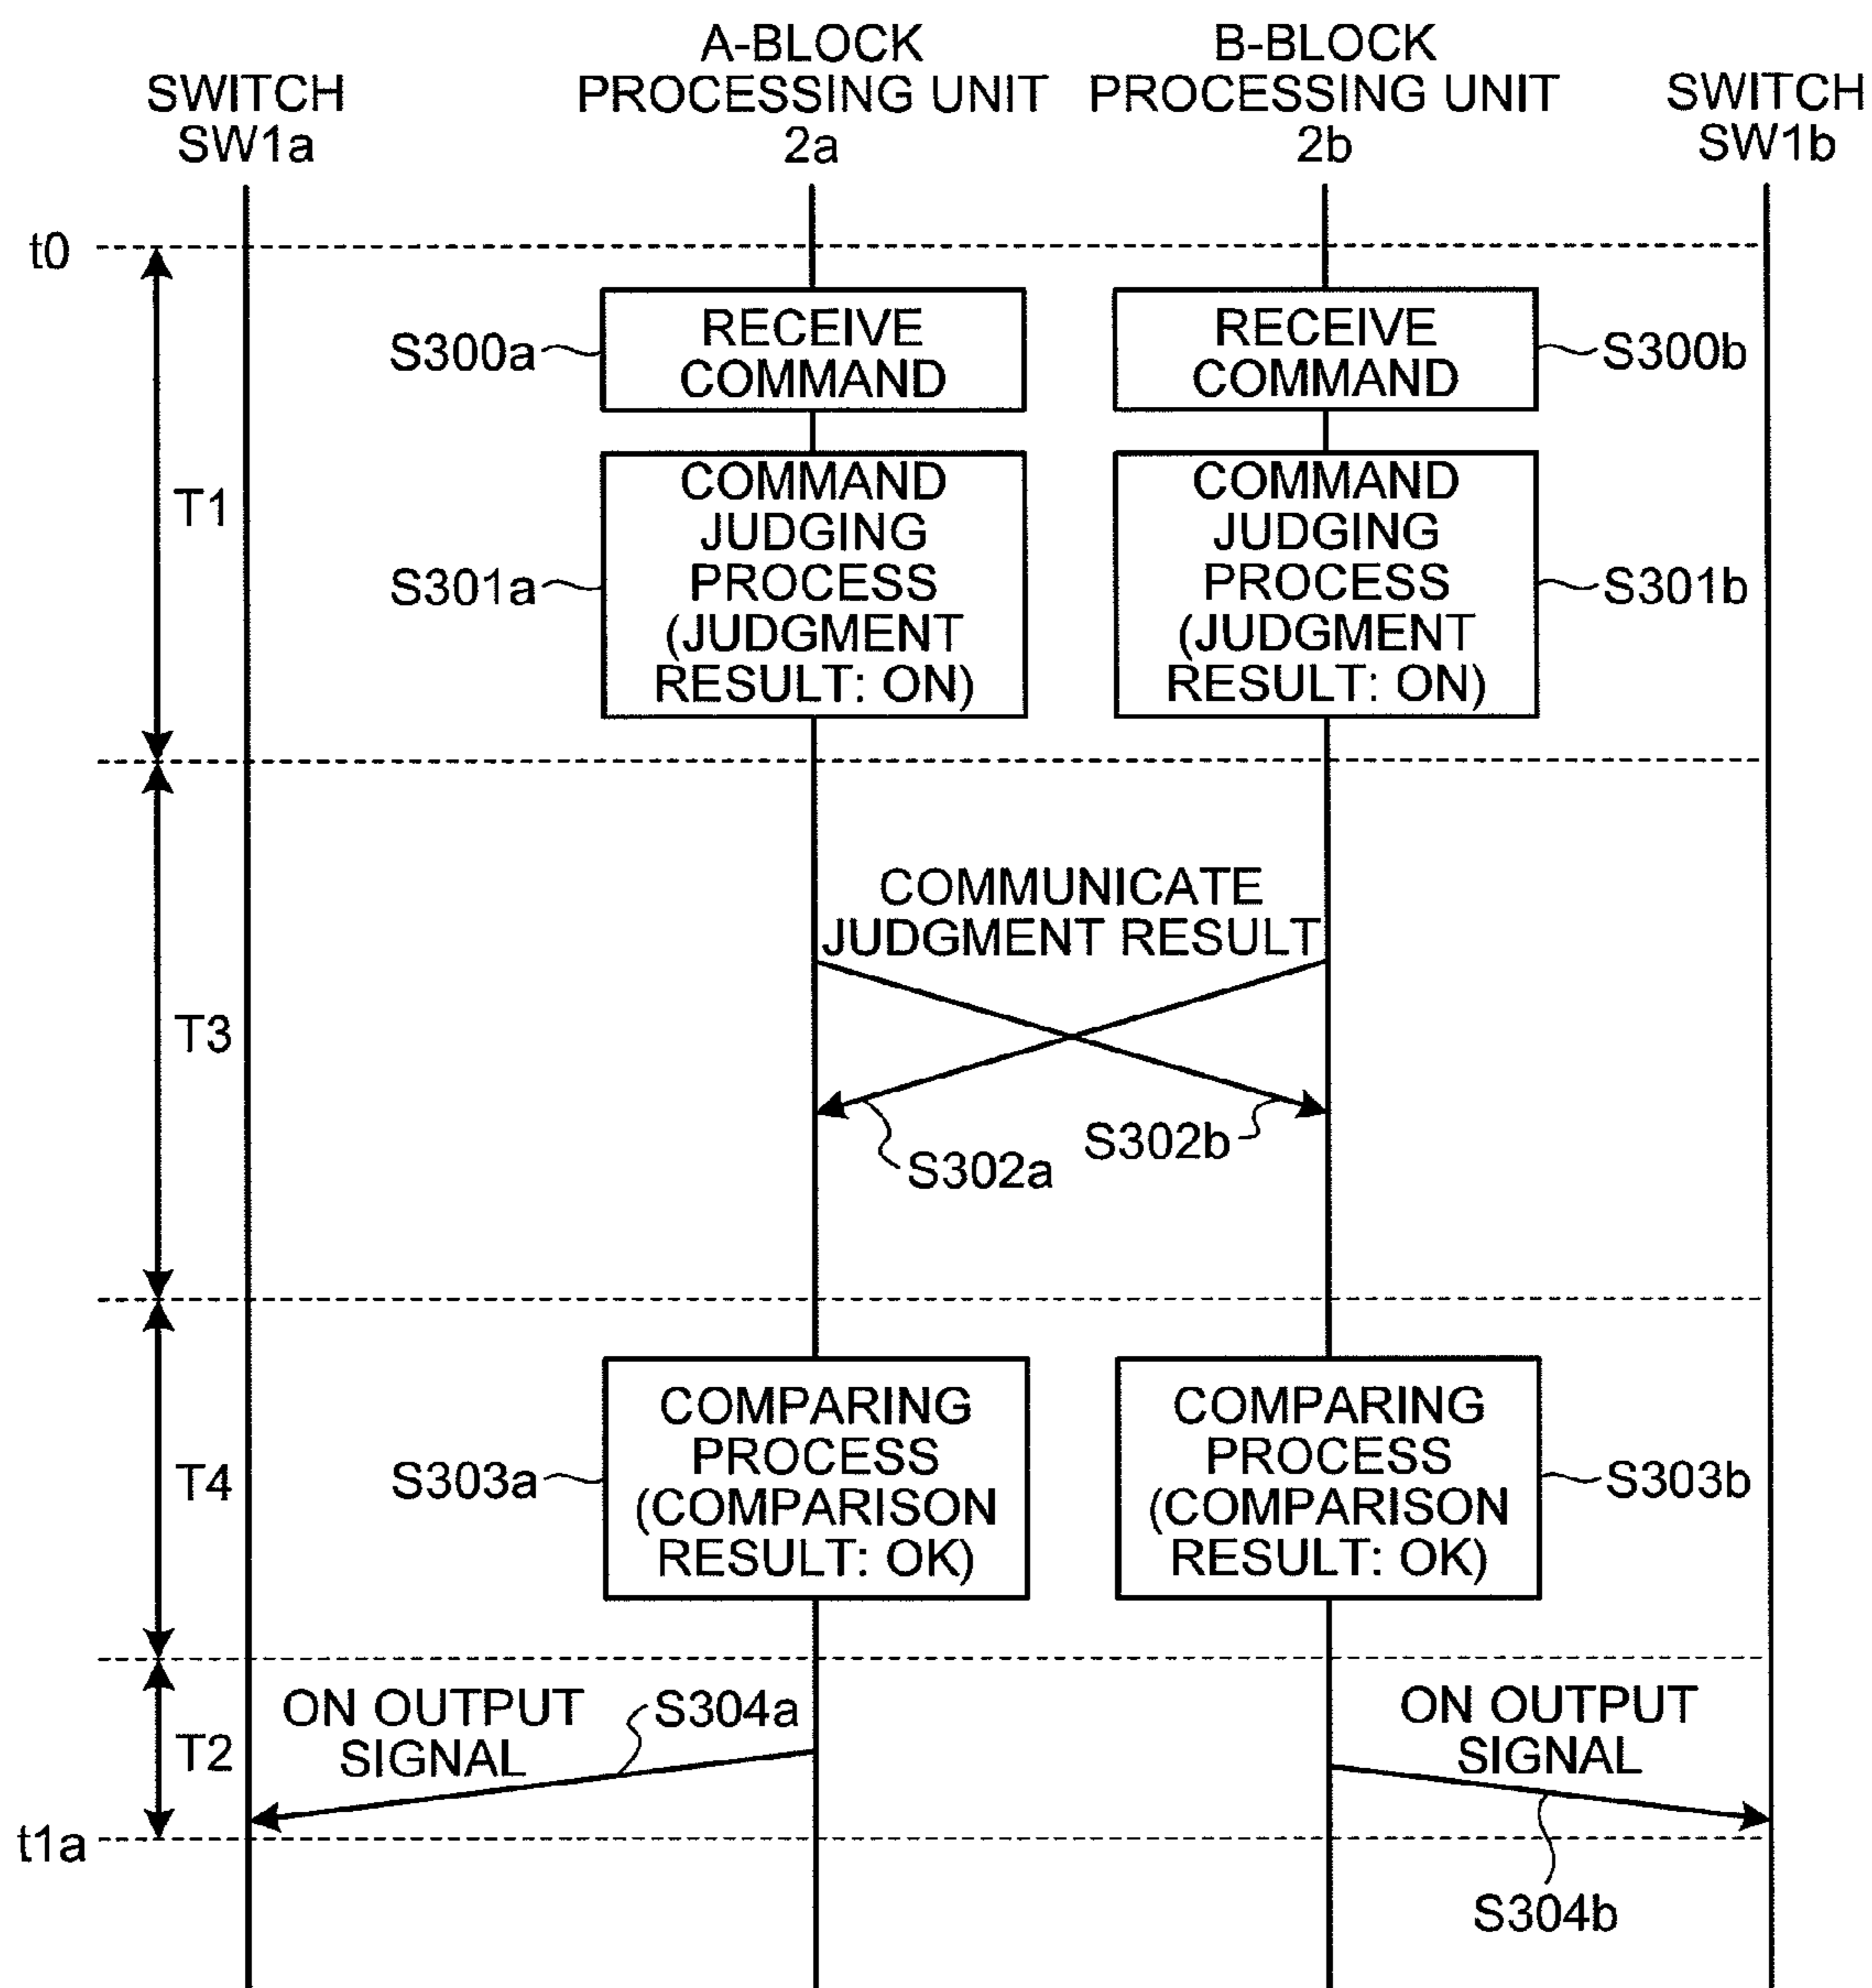 SWITCH
SW1a
A-BLOCK
PROCESSING UNIT
2a
B-BLOCK
PROCESSING UNIT
2b
SWITCH
SW1b
t0
S300a
RECEIVE
COMMAND
RECEIVE
COMMAND
S300b
T1
S301a
COMMAND
JUDGING
PROCESS
(JUDGMENT
RESULT: ON)
COMMAND
JUDGING
PROCESS
(JUDGMENT
RESULT: ON)
S301b
T3
COMMUNICATE
JUDGMENT RESULT
S302a
S302b
T4
S303a
COMPARING
PROCESS
(COMPARISON
RESULT: OK)
COMPARING
PROCESS
(COMPARISON
RESULT: OK)
S303b
T2
ON OUTPUT
SIGNAL
S304a
ON OUTPUT
SIGNAL
S304b
t1a